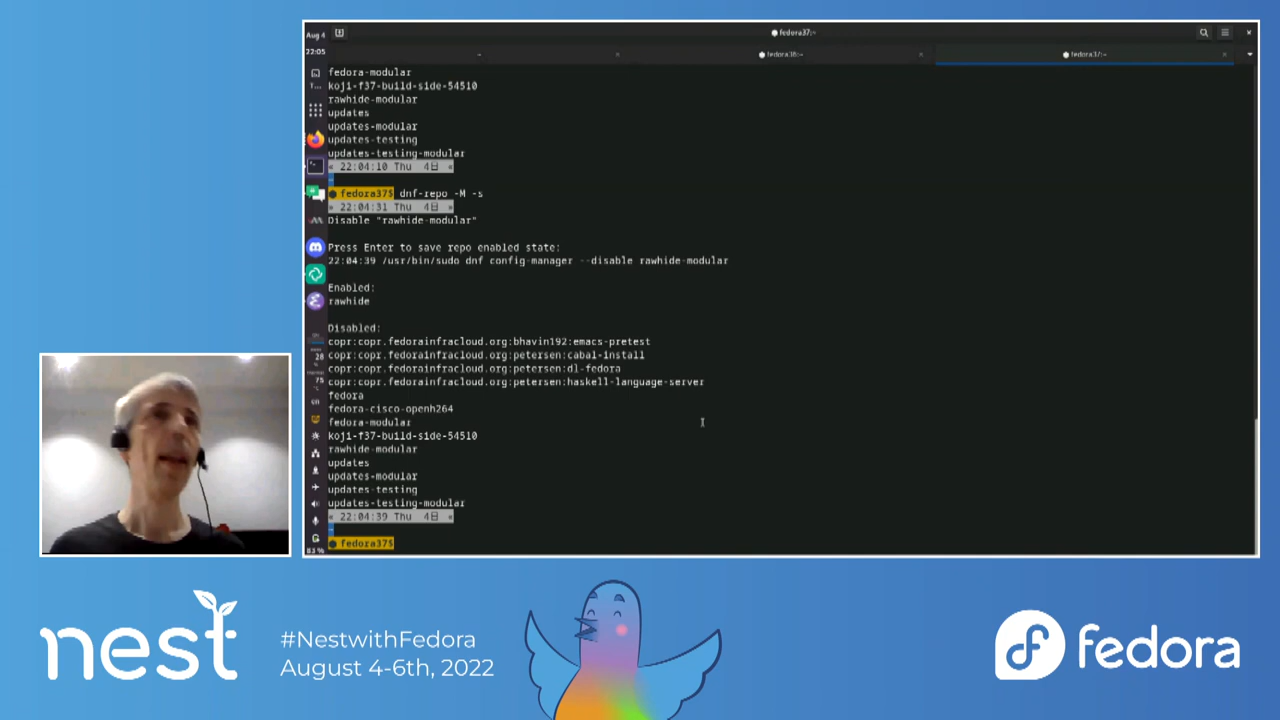 Aug 4
22:05
fedora37:~
fedora36:~
fedora37:~
fedora-modular
koji-f37-build-side-54510
rawhide-modular
updates
updates-modular
updates-testing
updates-testing-modular
« 22:04:10 Thu 4日 «
~
fedora37$ dnf-repo -M -s
» 22:04:31 Thu 4日 »
Disable "rawhide-modular"
Press Enter to save repo enabled state:
22:04:39 /usr/bin/sudo dnf config-manager --disable rawhide-modular
Enabled:
rawhide
Disabled:
copr:copr.fedorainfracloud.org:bhavin192:emacs-pretest
copr:copr.fedorainfracloud.org:petersen:cabal-install
copr:copr.fedorainfracloud.org:petersen:dl-fedora
copr:copr.fedorainfracloud.org:petersen:haskell-language-server
fedora
fedora-cisco-openh264
fedora-modular
koji-f37-build-side-54510
rawhide-modular
updates
updates-modular
updates-testing
updates-testing-modular
« 22:04:39 Thu 4日 «
~
fedora37$
28
75
en
83 %
nest
#NestwithFedora
August 4-6th, 2022
fedora